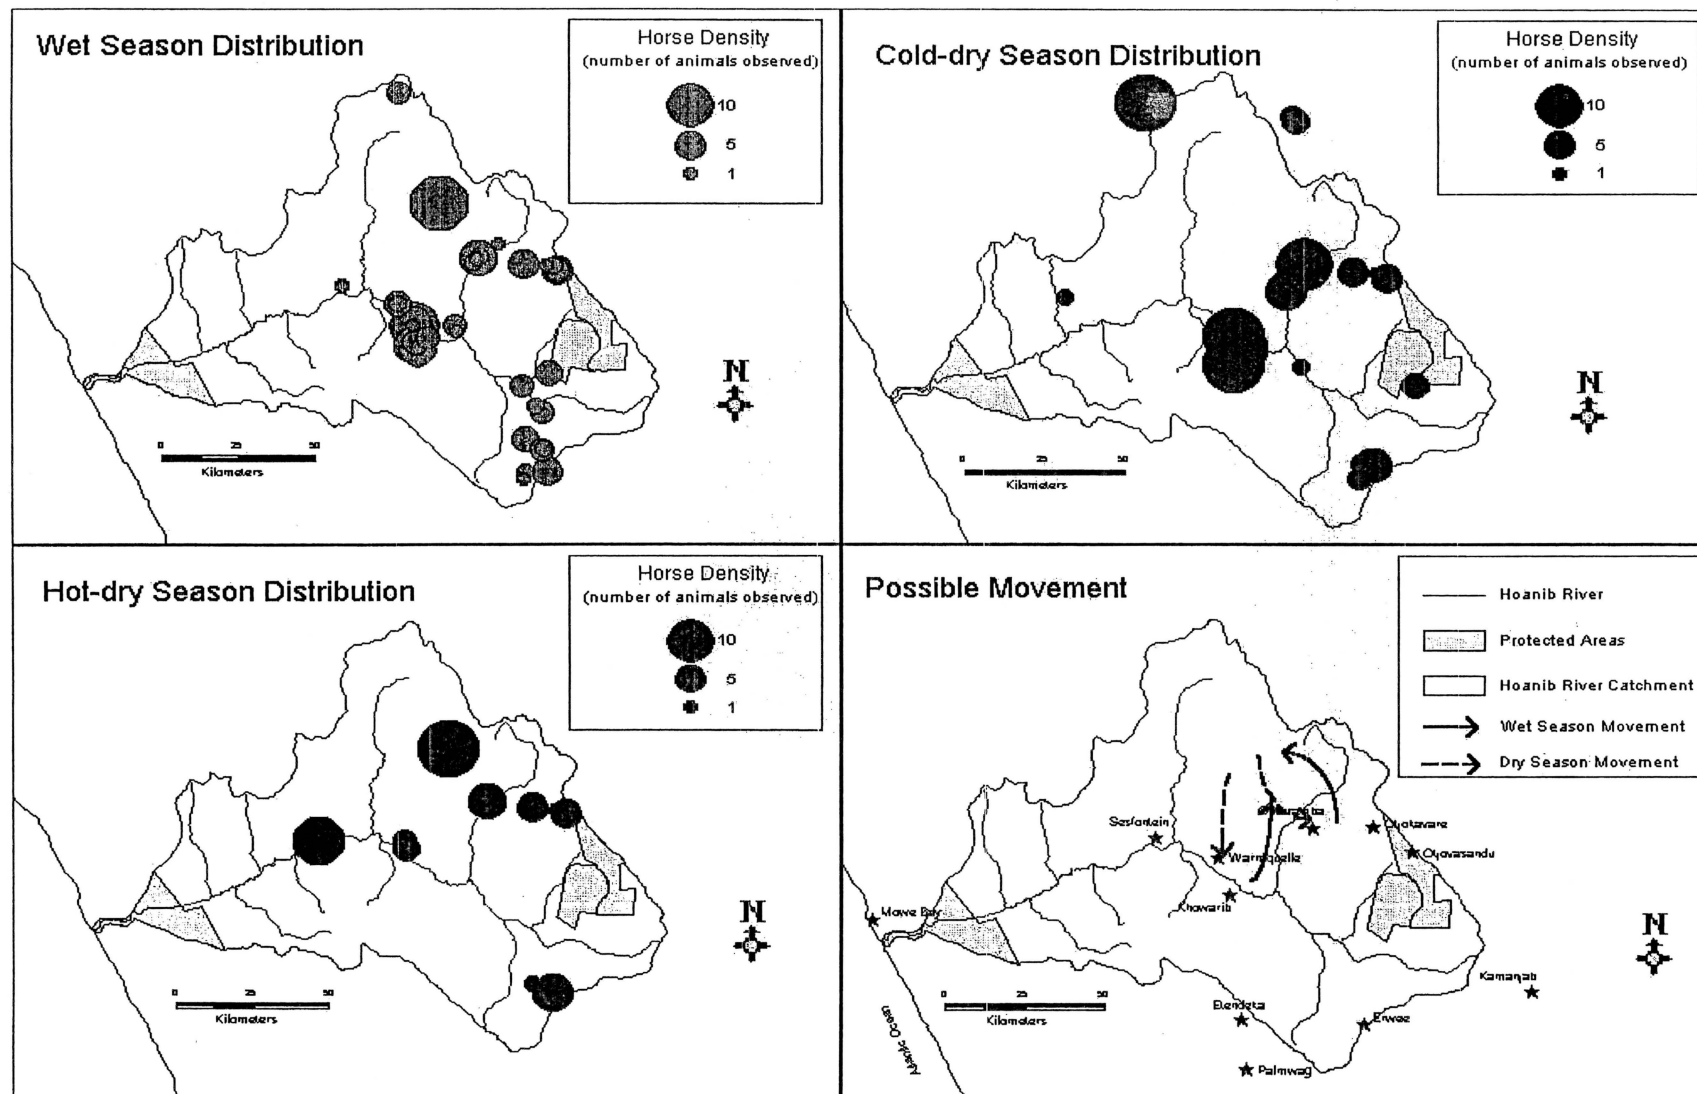 Wet Season Distribution
Horse Density
(number of animals observed)
10
5
1
N
0 25 50
Kilometers
Cold-dry Season Distribution
Horse Density
(number of animals observed)
10
5
1
N
0 25 50
Kilometers
Hot-dry Season Distribution
Horse Density
(number of animals observed)
10
5
1
N
0 25 50
Kilometers
Possible Movement
Hoanib River
Protected Areas
Hoanib River Catchment
Wet Season Movement
Dry Season Movement
Sesfontein
Warmquelle
Khowarib
Otjovasandu
Mowe Bay
N
Kamanjab
0 25 50
Kilometers
Etendeka
Erwee
Palmwag
Atlantic Ocean